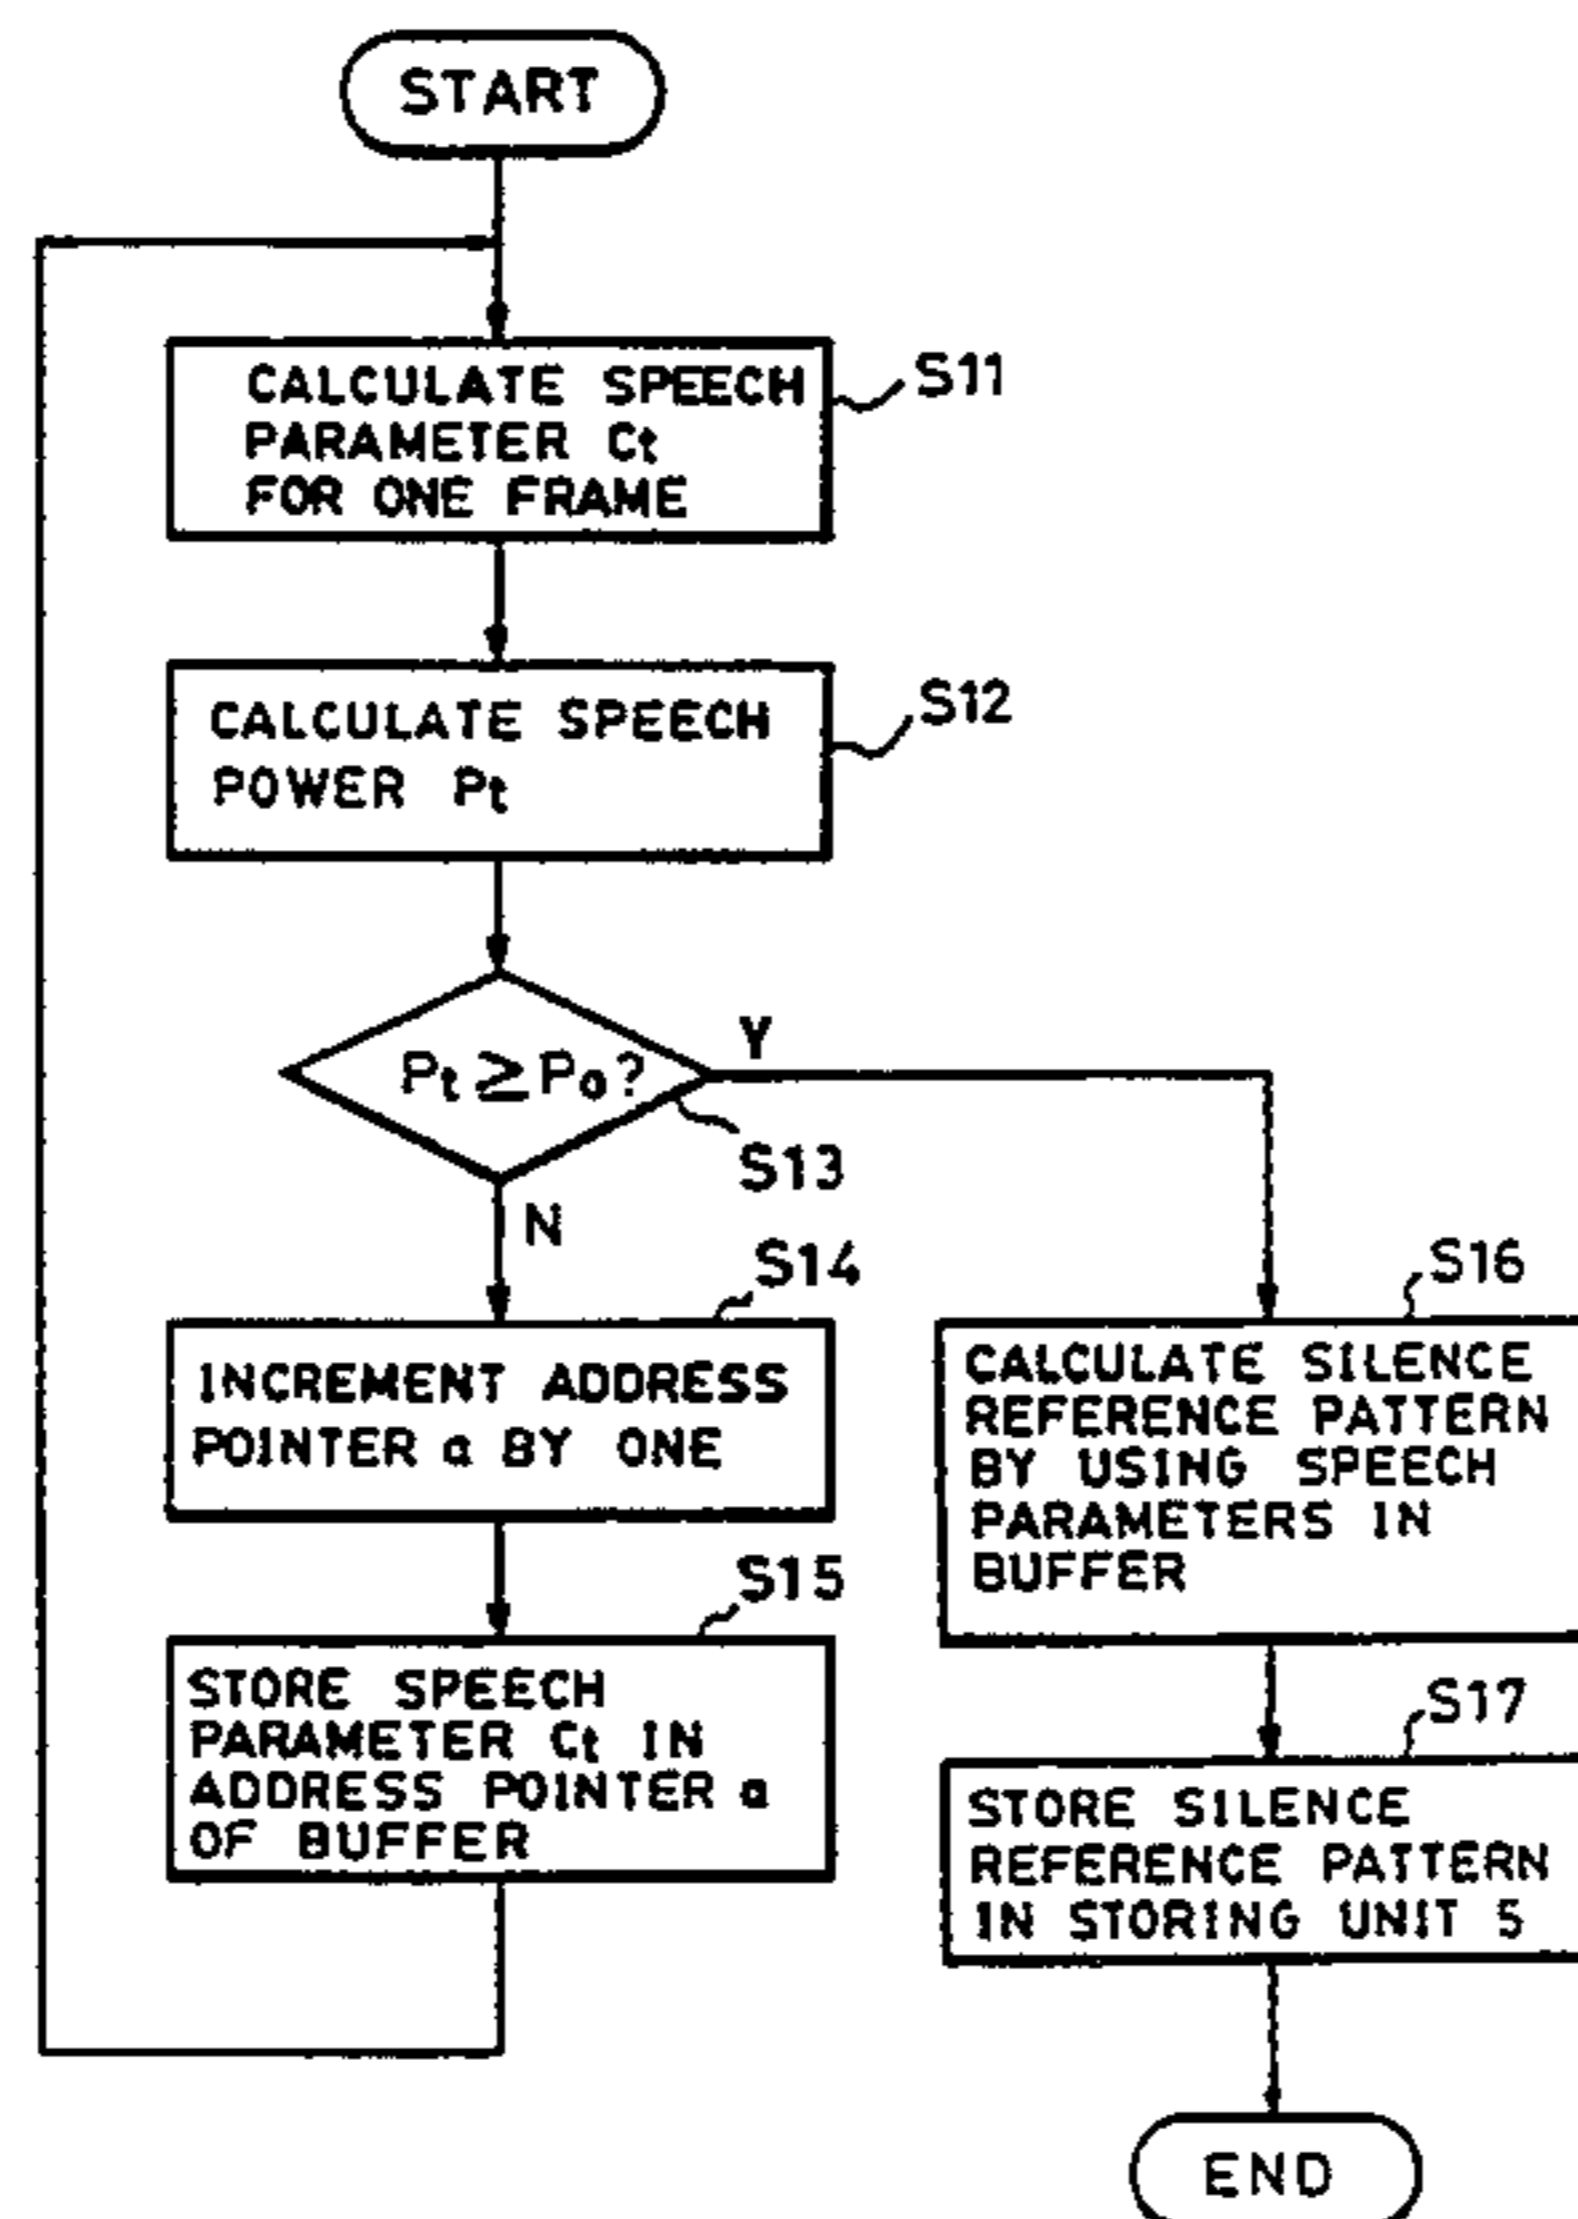 START
CALCULATE SPEECH
PARAMETER Ct
FOR ONE FRAME
S11
CALCULATE SPEECH
POWER Pt
S12
Pt ≥ Po?
Y
S13
N
S14
INCREMENT ADDRESS
POINTER a BY ONE
S15
STORE SPEECH
PARAMETER Ct IN
ADDRESS POINTER a
OF BUFFER
S16
CALCULATE SILENCE
REFERENCE PATTERN
BY USING SPEECH
PARAMETERS IN
BUFFER
S17
STORE SILENCE
REFERENCE PATTERN
IN STORING UNIT 5
END